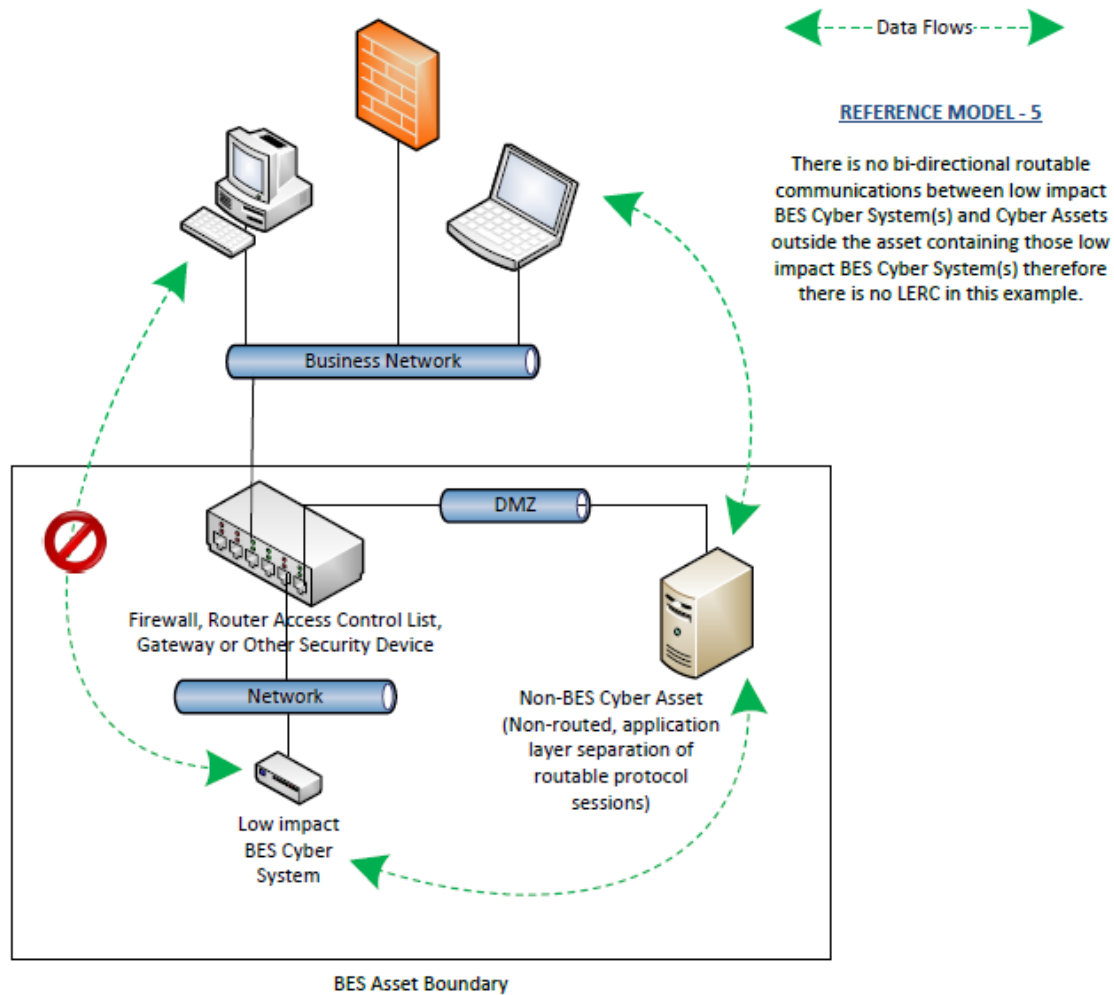 Data Flows
REFERENCE MODEL - 5
There is no bi-directional routable
communications between low impact
BES Cyber System(s) and Cyber Assets
outside the asset containing those low
impact BES Cyber System(s) therefore
there is no LERC in this example.
Business Network
DMZ
Firewall, Router Access Control List,
Gateway or Other Security Device
Network
Non-BES Cyber Asset
(Non-routed, application
layer separation of
routable protocol
sessions)
Low impact
BES Cyber
System
BES Asset Boundary